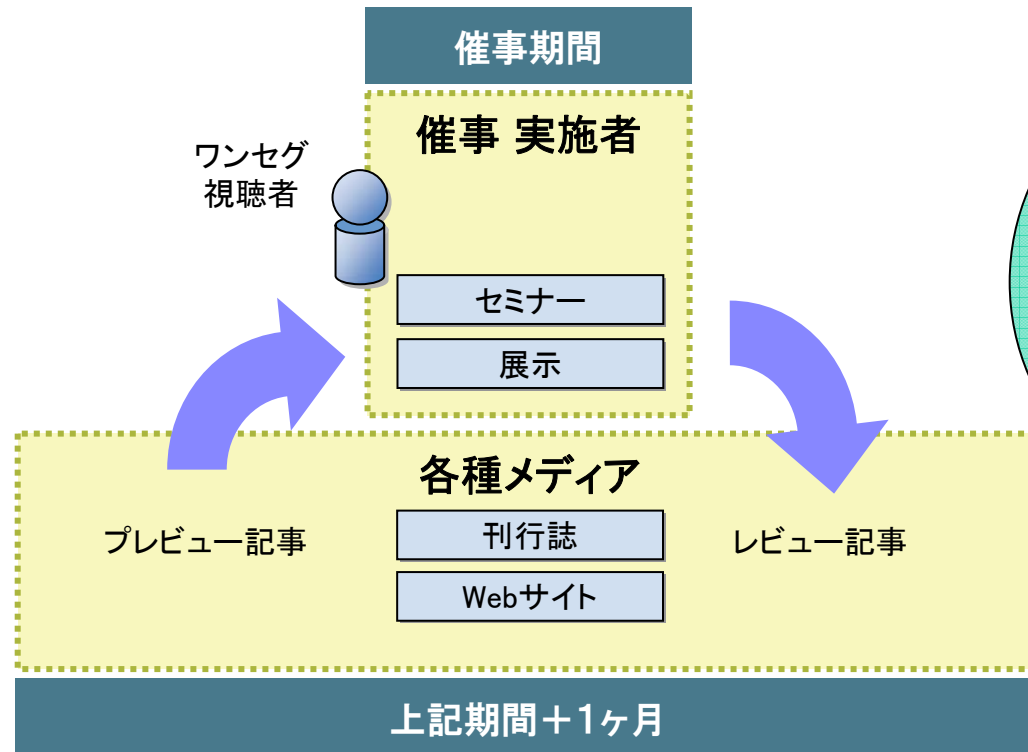 催事期間
催事 実施者
ワンセグ
視聴者
セミナー
展示
各種メディア
プレビュー記事
刊行誌
レビュー記事
Webサイト
上記期間＋1ヶ月